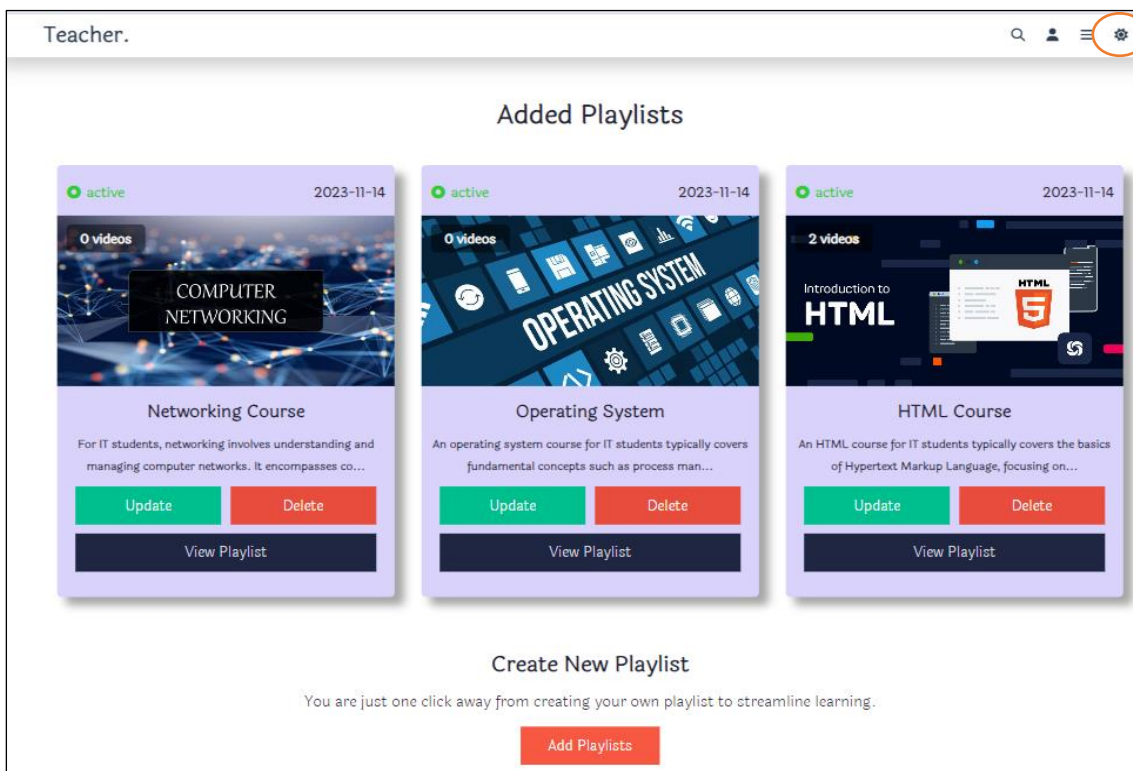 Teacher.
Added Playlists
active 2023-11-14
0 videos
COMPUTER
NETWORKING
Networking Course
For IT students, networking involves understanding and
managing computer networks. It encompasses co...
Update Delete
View Playlist
active 2023-11-14
0 videos
OPERATING SYSTEM
Operating System
An operating system course for IT students typically covers
fundamental concepts such as process man...
Update Delete
View Playlist
active 2023-11-14
2 videos
Introduction to
HTML
HTML
5
HTML Course
An HTML course for IT students typically covers the basics
of Hypertext Markup Language, focusing on...
Update Delete
View Playlist
Create New Playlist
You are just one click away from creating your own playlist to streamline learning.
Add Playlists